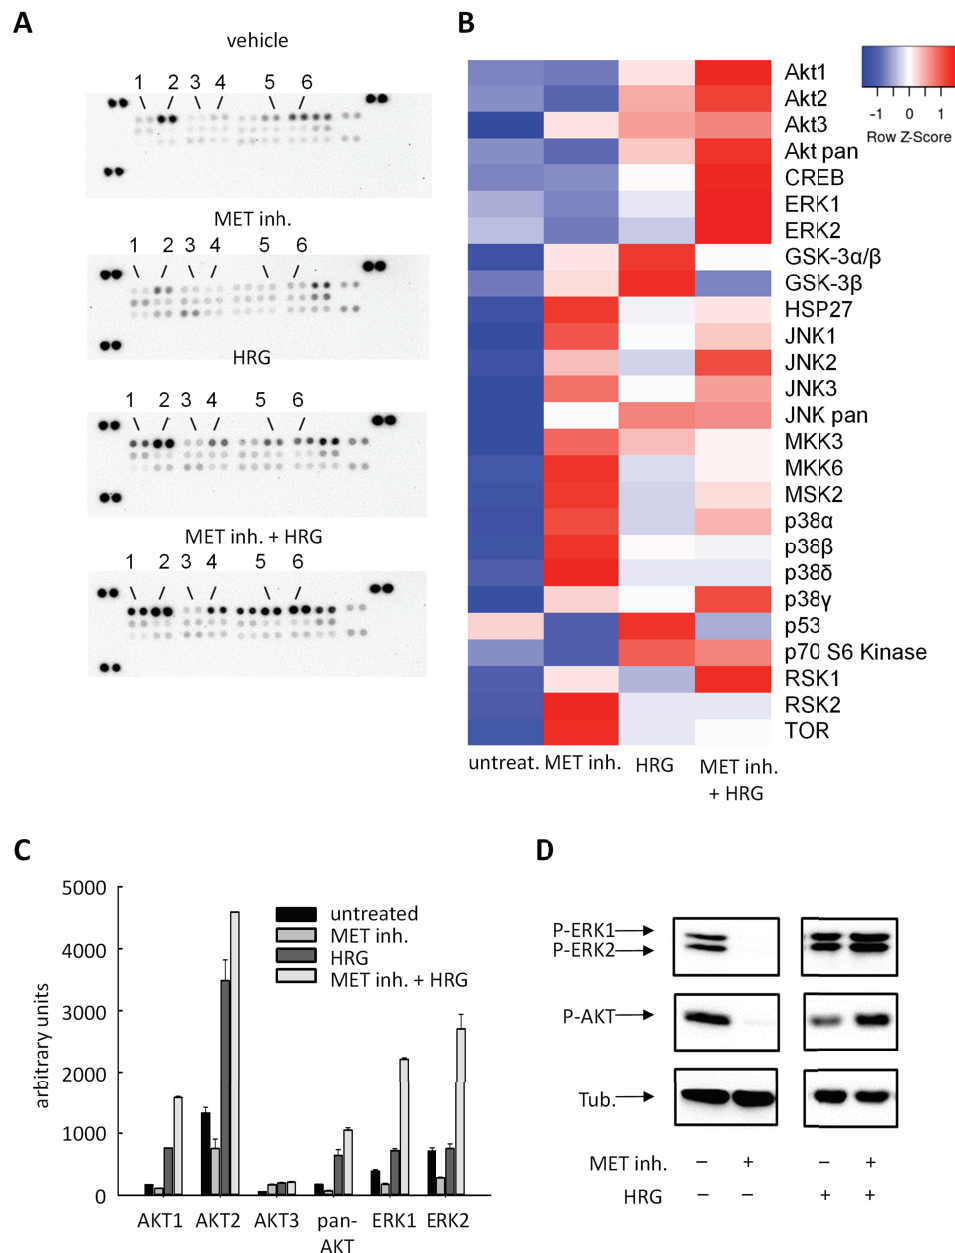 A
vehicle
1 2 3 4 5 6
MET inh.
1 2 3 4 5 6
HRG
1 2 3 4 5 6
MET inh. + HRG
1 2 3 4 5 6
B
Akt1
Akt2
Akt3
Akt pan
CREB
ERK1
ERK2
GSK-3α/β
GSK-3β
HSP27
JNK1
JNK2
JNK3
JNK pan
MKK3
MKK6
MSK2
p38α
p38β
p38δ
p38γ
p53
p70 S6 Kinase
RSK1
RSK2
TOR
-1 0 1
Row Z-Score
untreat. MET inh. HRG MET inh.
+ HRG
C
arbitrary units
5000
4000
3000
2000
1000
0
untreated
MET inh.
HRG
MET inh. + HRG
AKT1 AKT2 AKT3 pan- ERK1 ERK2
AKT
D
P-ERK1
P-ERK2
P-AKT
Tub.
MET inh. – + – +
HRG – – + +